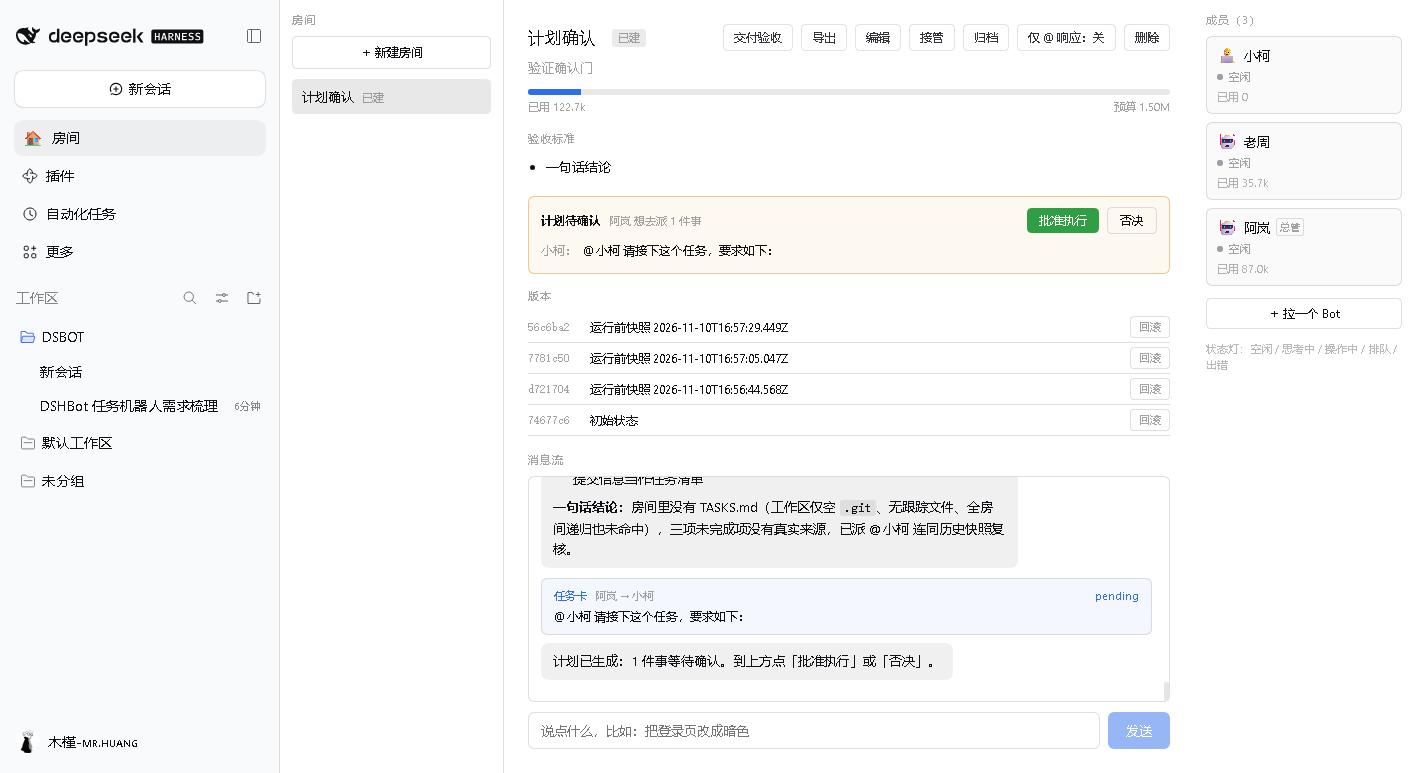 deepseek HARNESS
新会话
房间
插件
自动化任务
更多
工作区
DSBOT
新会话
DSHBot 任务机器人需求梳理 6分钟
默认工作区
未分组
木槿-MR.HUANG
房间
+ 新建房间
计划确认 已建
计划确认 已建
交付验收 导出 编辑 接管 归档 仅 @ 响应：关 删除
验证确认门
已用 122.7k 预算 1.50M
验收标准
• 一句话结论
计划待确认 阿岚 想去派 1 件事 批准执行 否决
小柯： @小柯 请接下这个任务，要求如下：
版本
56c6ba2 运行前快照 2026-11-10T16:57:29.449Z 回滚
7781c50 运行前快照 2026-11-10T16:57:05.047Z 回滚
d721704 运行前快照 2026-11-10T16:56:44.568Z 回滚
74677c6 初始状态 回滚
消息流
提交信息当作任务清单
一句话结论：房间里没有 TASKS.md（工作区仅空 .git、无跟踪文件、全房
间递归也未命中），三项未完成项没有真实来源，已派 @小柯 连同历史快照复
核。
任务卡 阿岚 → 小柯 pending
@小柯 请接下这个任务，要求如下：
计划已生成：1 件事等待确认。到上方点「批准执行」或「否决」。
说点什么，比如：把登录页改成暗色 发送
成员（3）
小柯
空闲
已用 0
老周
空闲
已用 35.7k
阿岚 总管
空闲
已用 87.0k
+ 拉一个 Bot
状态灯：空闲 / 思考中 / 操作中 / 排队 /
出错